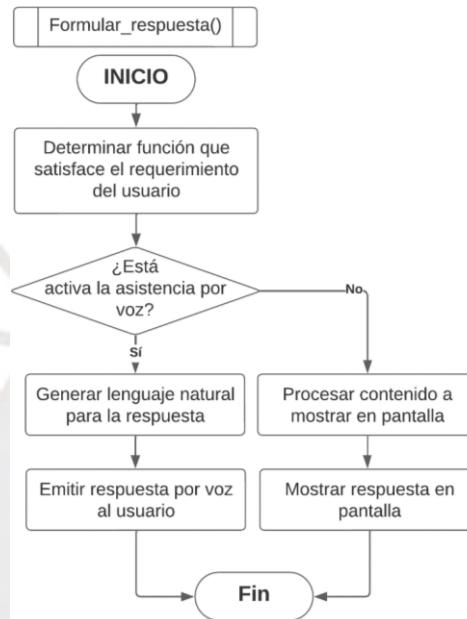 Formular_respuesta()
INICIO
Determinar función que
satisface el requerimiento
del usuario
¿Está
activa la asistencia por
voz?
No
Sí
Generar lenguaje natural
para la respuesta
Procesar contenido a
mostrar en pantalla
Emitir respuesta por voz
al usuario
Mostrar respuesta en
pantalla
Fin